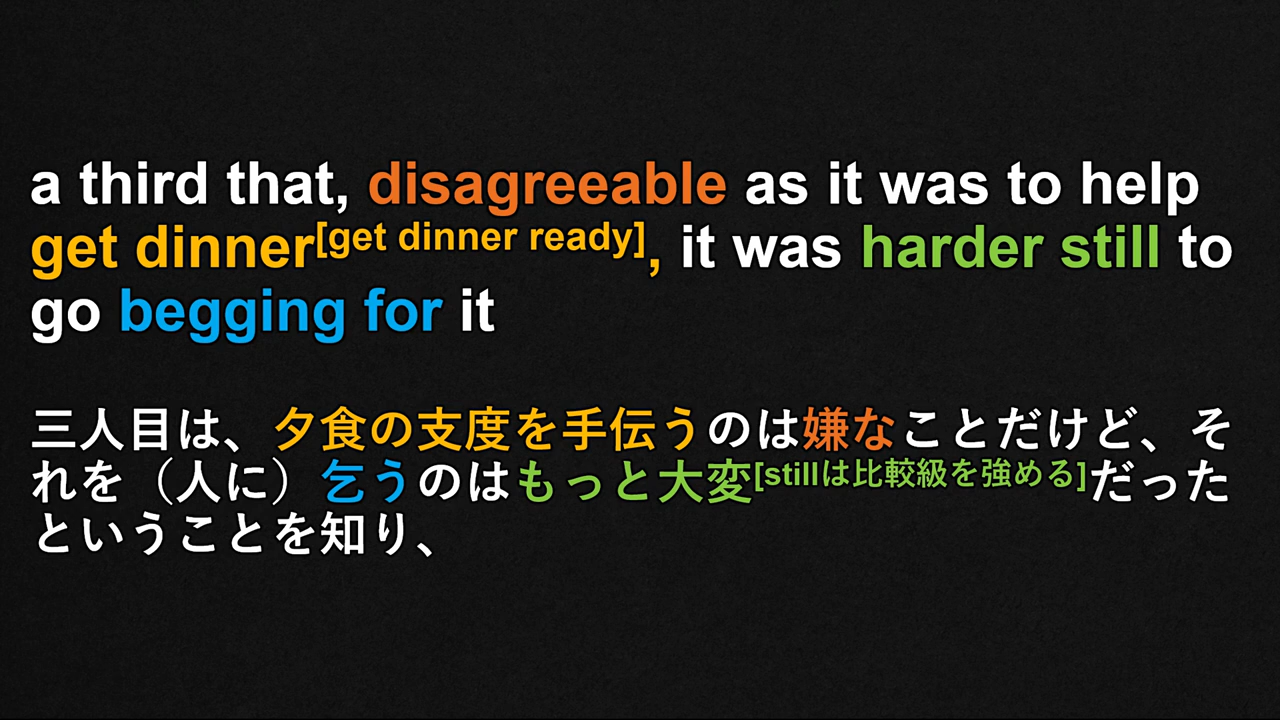 a third that, disagreeable as it was to help
get dinner[get dinner ready], it was harder still to
go begging for it
三人目は、夕食の支度を手伝うのは嫌なことだけど、そ
れを（人に）乞うのはもっと大変[stillは比較級を強める]だった
ということを知り、